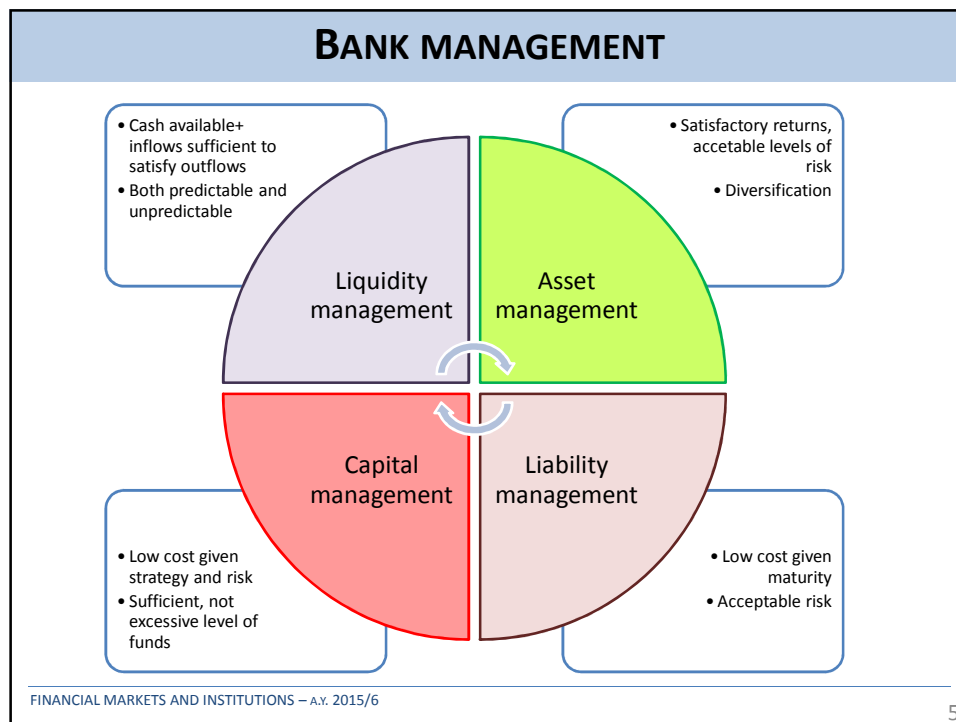 BANK MANAGEMENT
• Cash available+
inflows sufficient to
satisfy outflows
• Both predictable and
unpredictable
• Satisfactory returns,
accetable levels of
risk
• Diversification
Liquidity
management
Asset
management
Capital
management
Liability
management
• Low cost given
strategy and risk
• Sufficient, not
excessive level of
funds
• Low cost given
maturity
• Acceptable risk
FINANCIAL MARKETS AND INSTITUTIONS – A.Y. 2015/6
5